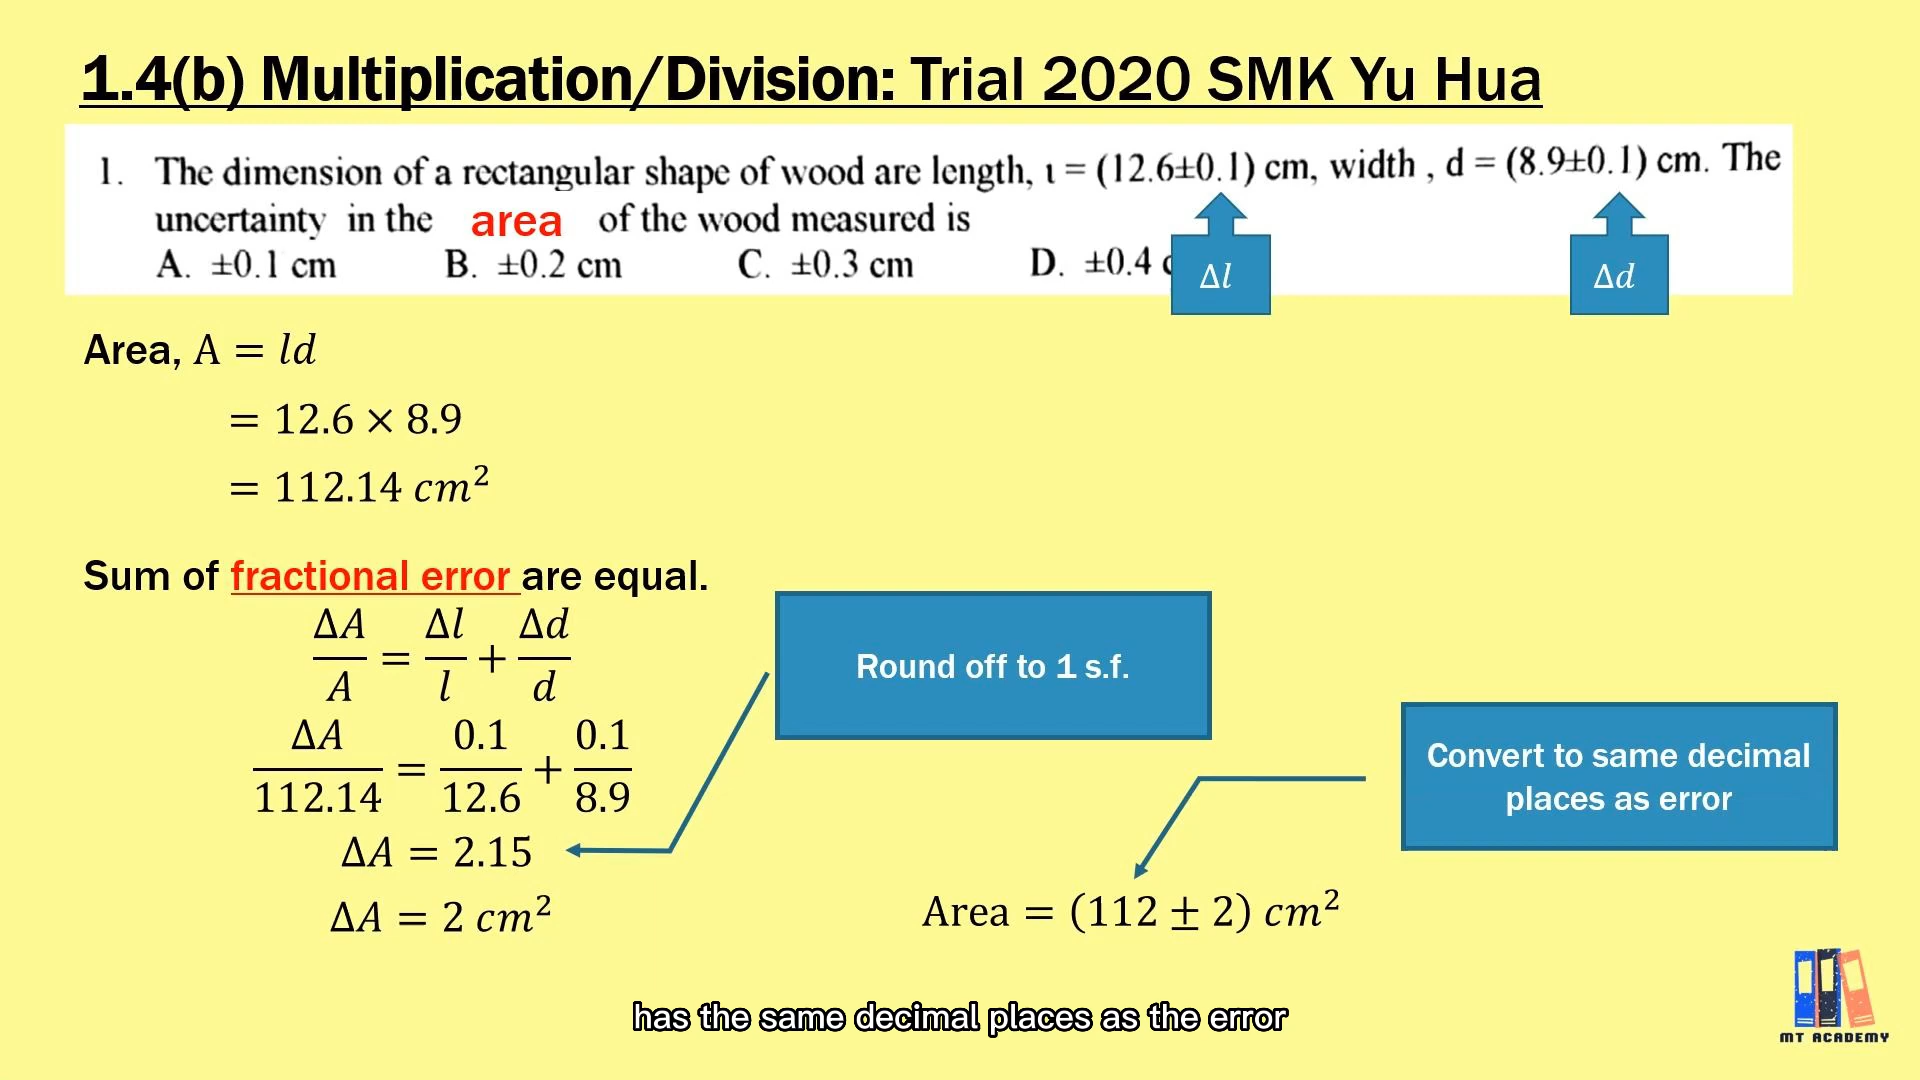 1.4(b) Multiplication/Division: Trial 2020 SMK Yu Hua
1. The dimension of a rectangular shape of wood are length, ι = (12.6±0.1) cm, width , d = (8.9±0.1) cm. The
uncertainty in the area of the wood measured is
A. ±0.1 cm B. ±0.2 cm C. ±0.3 cm D. ±0.4
Δl
Δd
Area, A = ld
= 12.6 × 8.9
= 112.14 cm²
Sum of fractional error are equal.
ΔA/A = Δl/l + Δd/d
ΔA/112.14 = 0.1/12.6 + 0.1/8.9
ΔA = 2.15
ΔA = 2 cm²
Round off to 1 s.f.
Convert to same decimal
places as error
Area = (112 ± 2) cm²
has the same decimal places as the error
MT ACADEMY